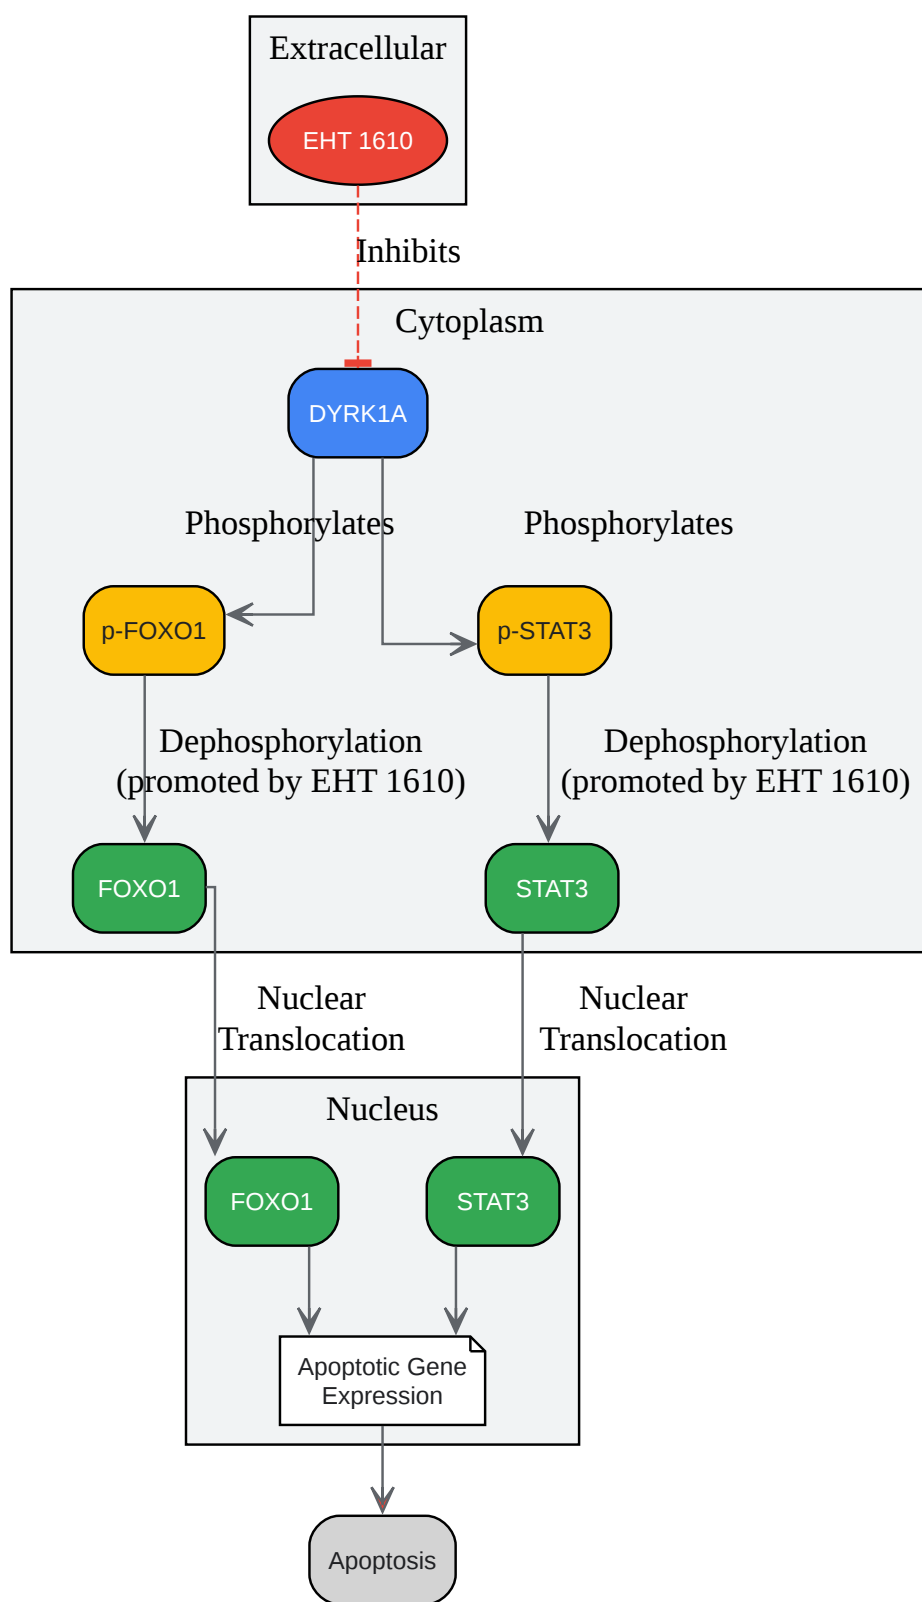 Extracellular
EHT 1610
Inhibits
Cytoplasm
DYRK1A
Phosphorylates
Phosphorylates
p-FOXO1
p-STAT3
Dephosphorylation
(promoted by EHT 1610)
Dephosphorylation
(promoted by EHT 1610)
FOXO1
STAT3
Nuclear
Translocation
Nuclear
Translocation
Nucleus
FOXO1
STAT3
Apoptotic Gene
Expression
Apoptosis